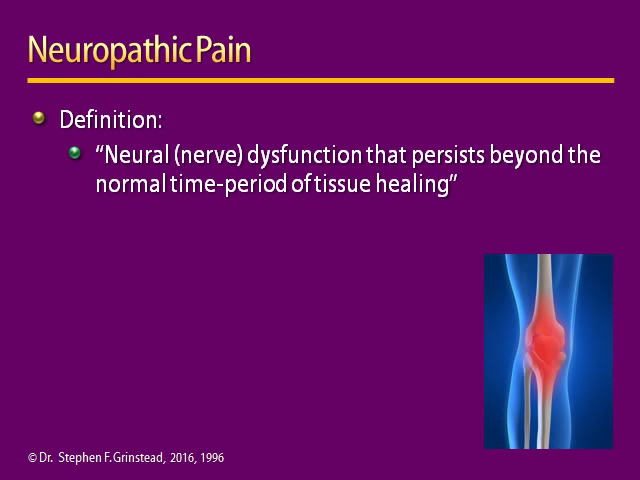 Neuropathic Pain
Definition:
“Neural (nerve) dysfunction that persists beyond the
normal time-period of tissue healing”
© Dr. Stephen F. Grinstead, 2016, 1996